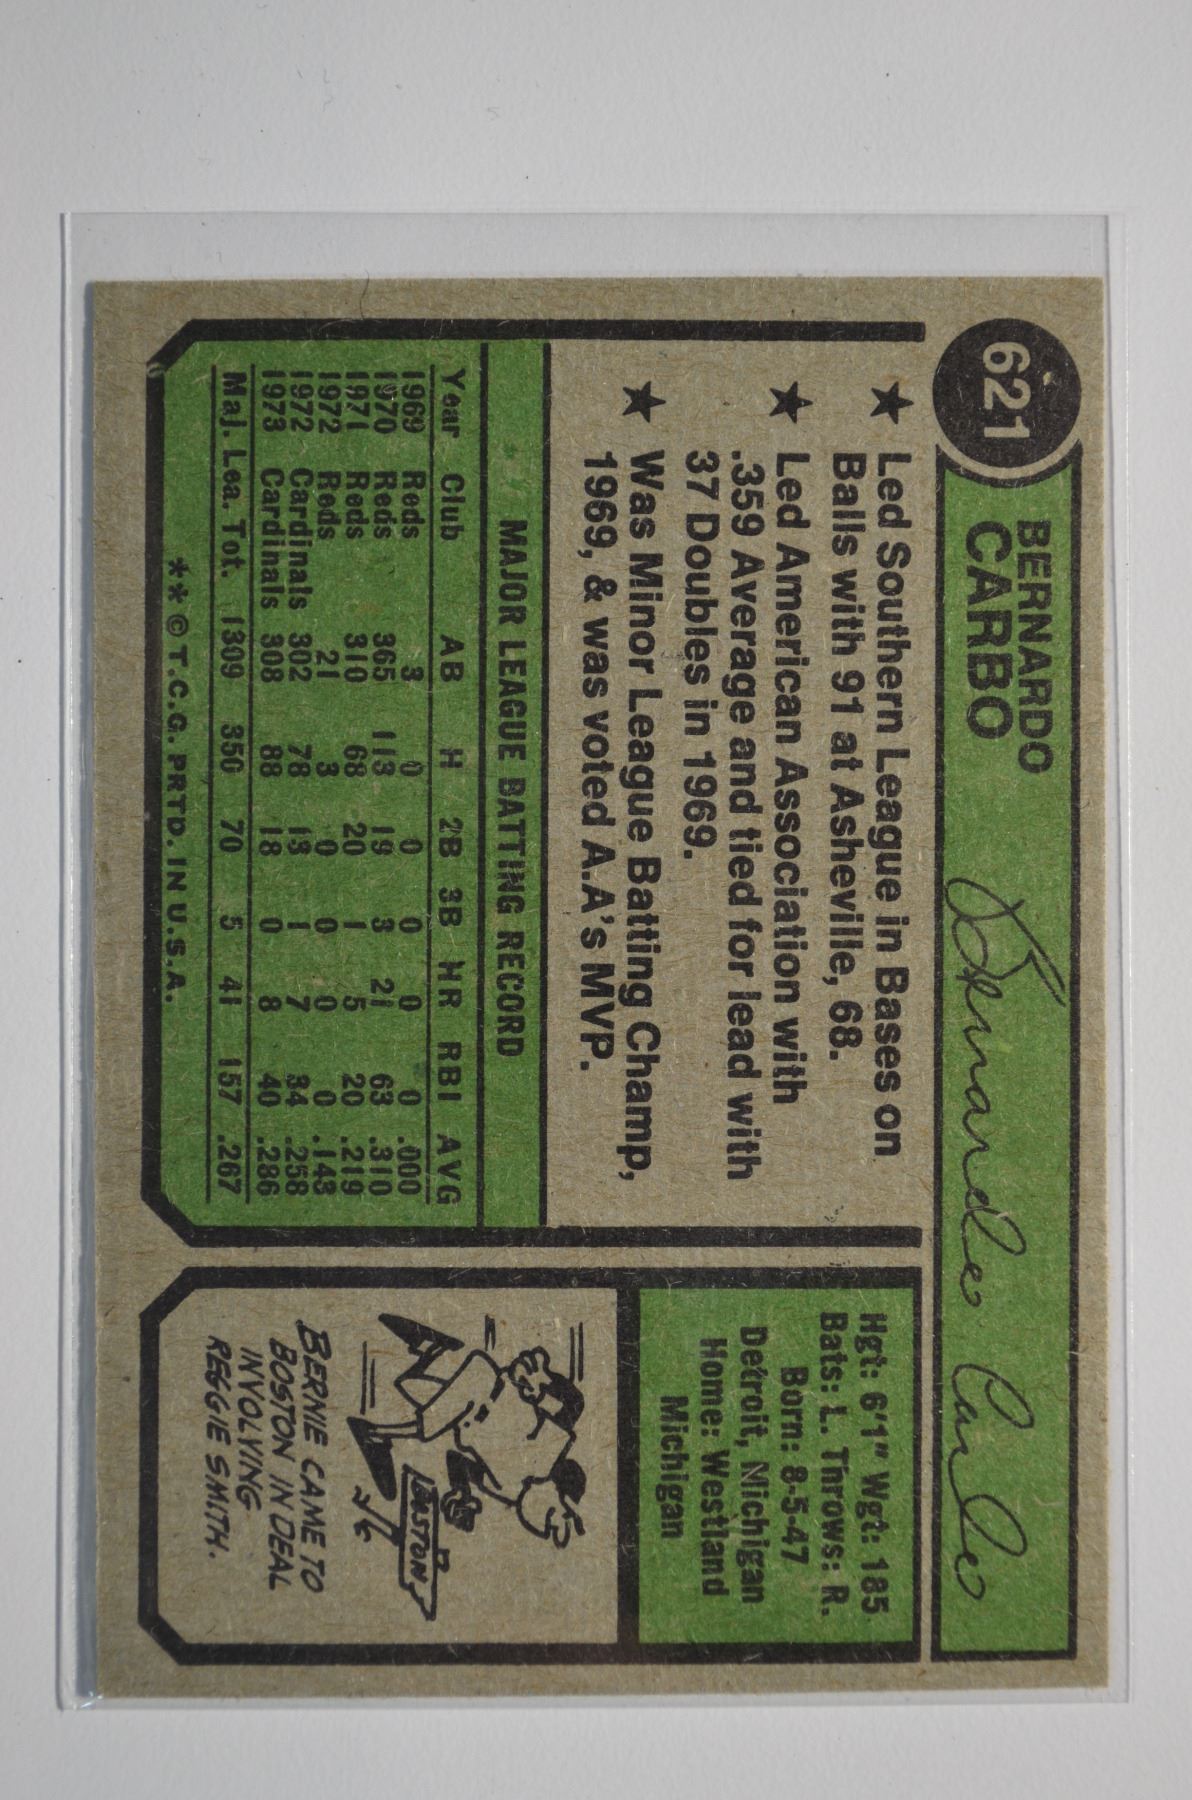 621
BERNARDO
CARBO
Bernardo Carbo
★ Led Southern League in Bases on
Balls with 91 at Asheville, 68.
★ Led American Association with
.359 Average and tied for lead with
37 Doubles in 1969.
★ Was Minor League Batting Champ,
1969, & was voted A.A's MVP.
MAJOR LEAGUE BATTING RECORD
Year Club AB H 2B 3B HR RBI AVG
1969 Reds 3 0 0 0 0 0 .000
1970 Reds 365 113 19 3 21 63 .310
1971 Reds 310 68 20 1 5 20 .219
1972 Reds 21 3 0 0 0 0 .143
1972 Cardinals 302 78 13 1 7 34 .258
1973 Cardinals 308 88 18 0 8 40 .286
Maj. Lea. Tot. 1309 350 70 5 41 157 .267
** © T.C.G. PRTD. IN U.S.A.
Hgt: 6'1" Wgt: 185
Bats: L. Throws: R.
Born: 8-5-47
Detroit, Michigan
Home: Westland
Michigan
BOSTON
BERNIE CAME TO
BOSTON IN DEAL
INVOLVING
REGGIE SMITH.